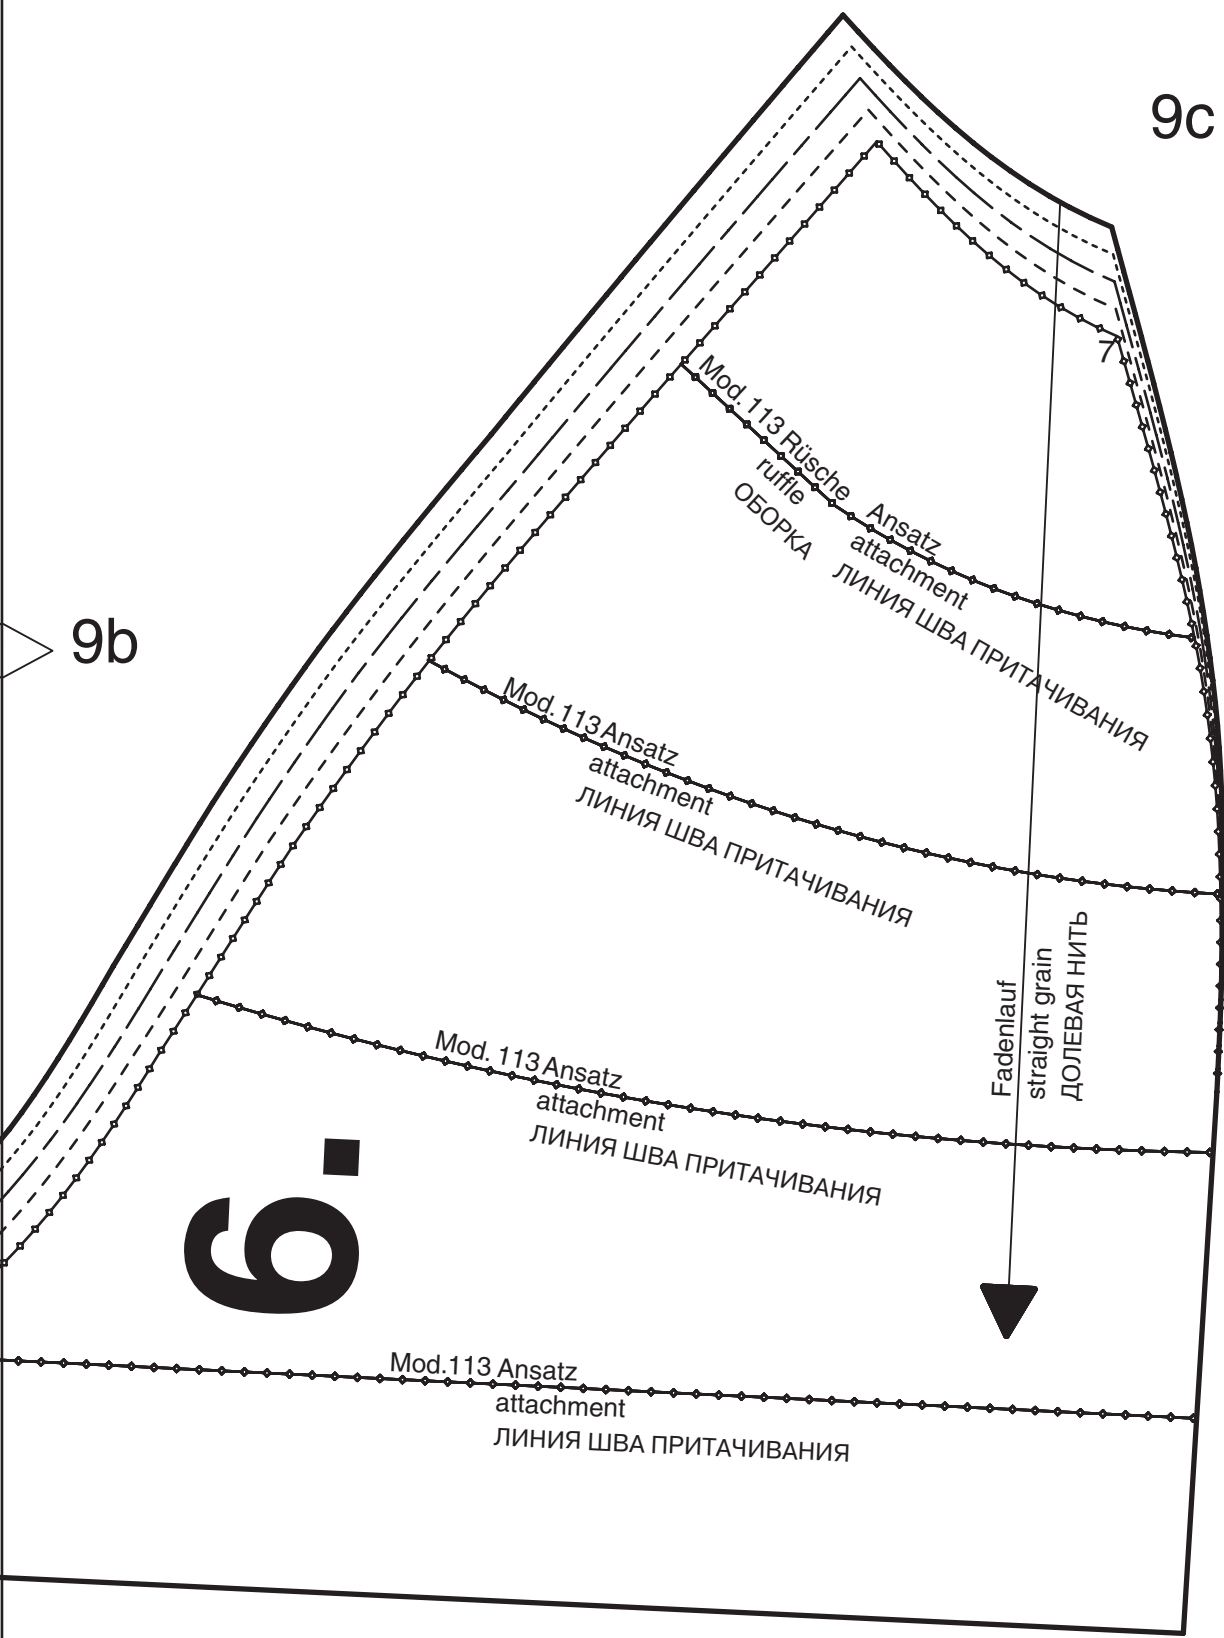 9c
7
Mod. 113 Rüsche Ansatz
ruffle attachment
ОБОРКА ЛИНИЯ ШВА ПРИТАЧИВАНИЯ
9b
Mod. 113 Ansatz
attachment
ЛИНИЯ ШВА ПРИТАЧИВАНИЯ
Fadenlauf
straight grain
ДОЛЕВАЯ НИТЬ
Mod. 113 Ansatz
attachment
ЛИНИЯ ШВА ПРИТАЧИВАНИЯ
6.
Mod.113 Ansatz
attachment
ЛИНИЯ ШВА ПРИТАЧИВАНИЯ